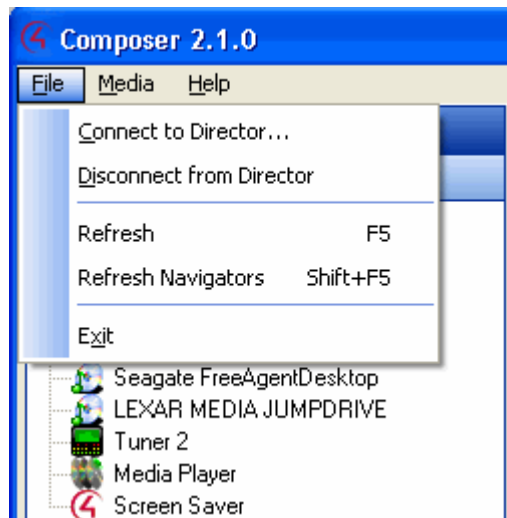 Composer 2.1.0
File Media Help
Connect to Director...
Disconnect from Director
Refresh F5
Refresh Navigators Shift+F5
Exit
Seagate FreeAgentDesktop
LEXAR MEDIA JUMPDRIVE
Tuner 2
Media Player
Screen Saver